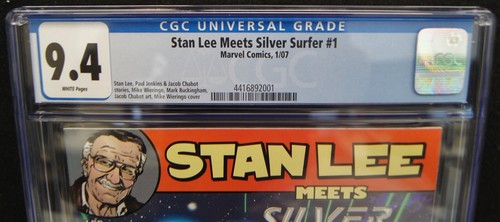 CGC UNIVERSAL GRADE
9.4
WHITE Pages
Stan Lee Meets Silver Surfer #1
Marvel Comics, 1/07
Stan Lee, Paul Jenkins & Jacob Chabot
stories, Mike Wieringo, Mark Buckingham,
Jacob Chabot art, Mike Wieringo cover
4416892001
CGC
STAN LEE
MEETS
SILVER